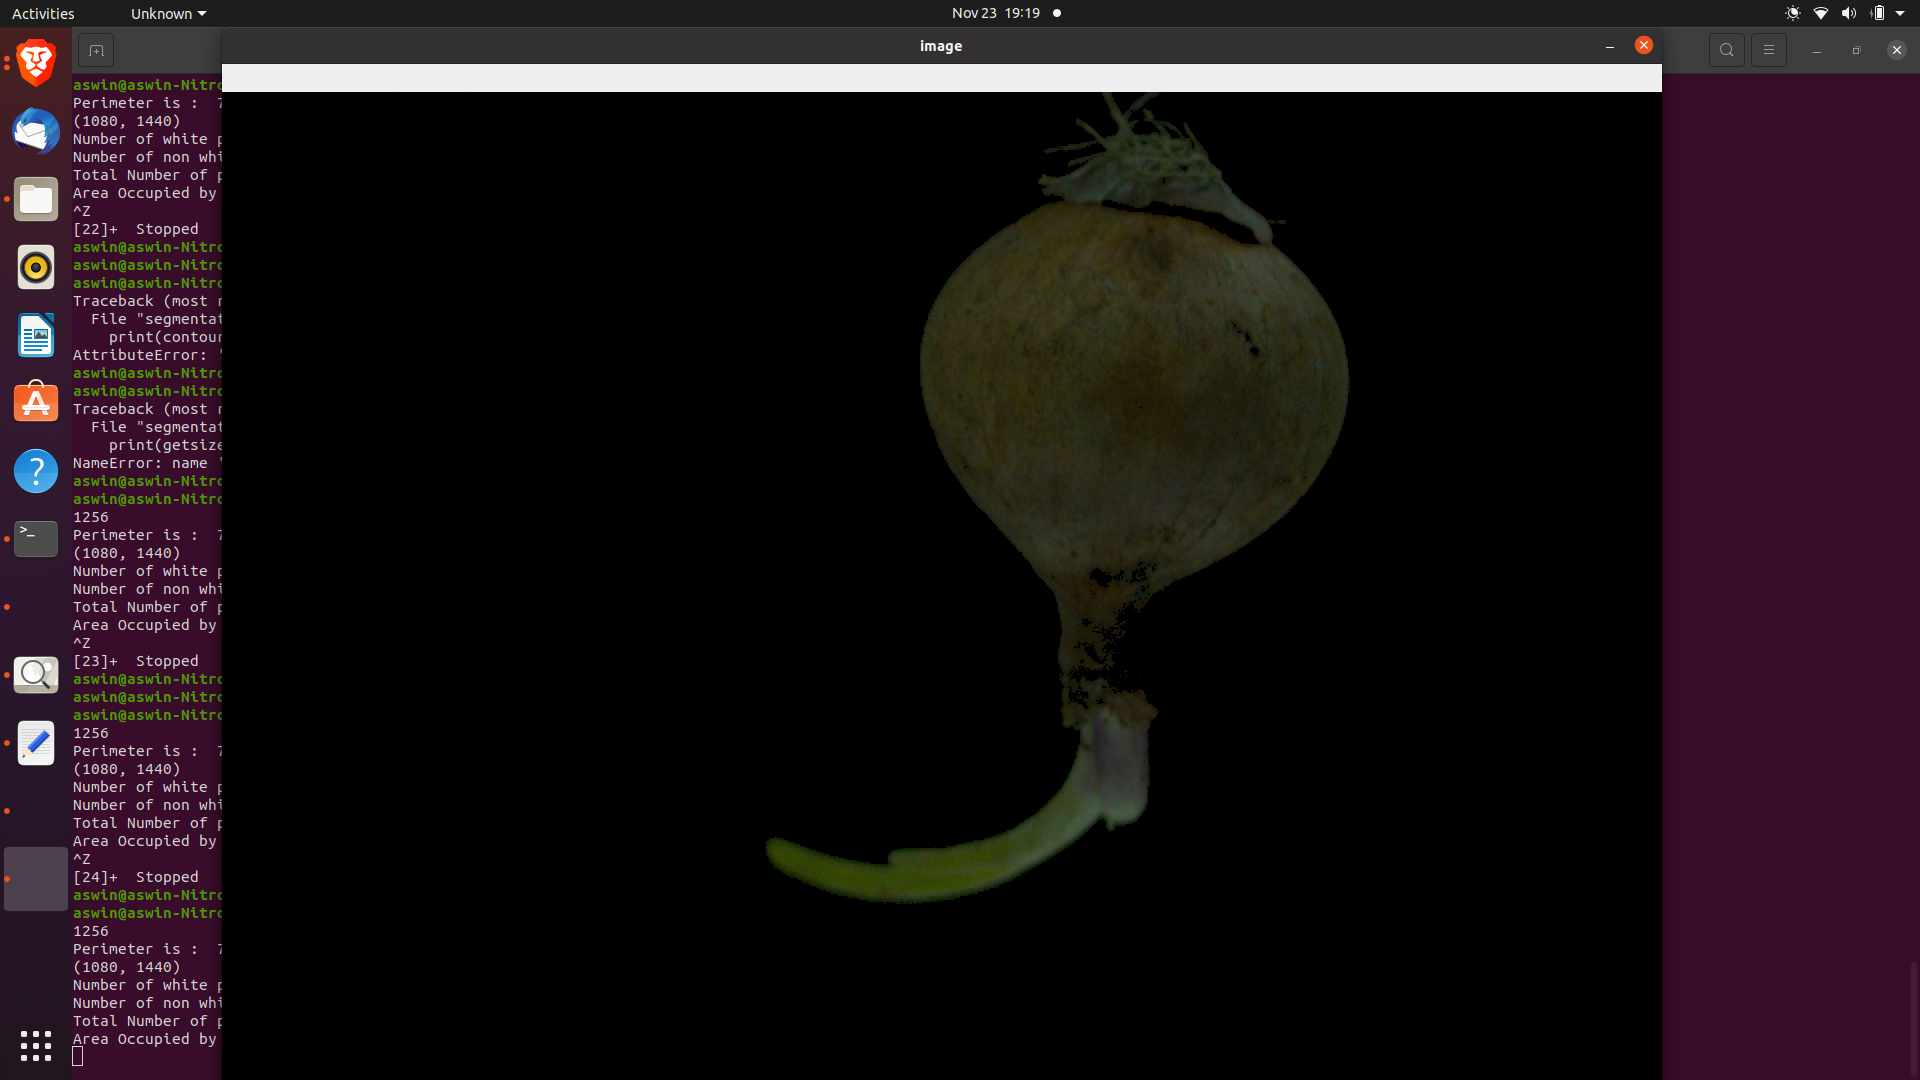 Activities
Unknown
Nov 23 19:19
image
aswin@aswin-Nitro
Perimeter is : 7
(1080, 1440)
Number of white p
Number of non whi
Total Number of p
Area Occupied by
^Z
[22]+ Stopped
aswin@aswin-Nitro
aswin@aswin-Nitro
aswin@aswin-Nitro
Traceback (most r
File "segmentat
print(contour
AttributeError: '
aswin@aswin-Nitro
aswin@aswin-Nitro
Traceback (most r
File "segmentat
print(getsize
NameError: name '
aswin@aswin-Nitro
aswin@aswin-Nitro
1256
Perimeter is : 7
(1080, 1440)
Number of white p
Number of non whi
Total Number of p
Area Occupied by
^Z
[23]+ Stopped
aswin@aswin-Nitro
aswin@aswin-Nitro
aswin@aswin-Nitro
1256
Perimeter is : 7
(1080, 1440)
Number of white p
Number of non whi
Total Number of p
Area Occupied by
^Z
[24]+ Stopped
aswin@aswin-Nitro
aswin@aswin-Nitro
1256
Perimeter is : 7
(1080, 1440)
Number of white p
Number of non whi
Total Number of p
Area Occupied by